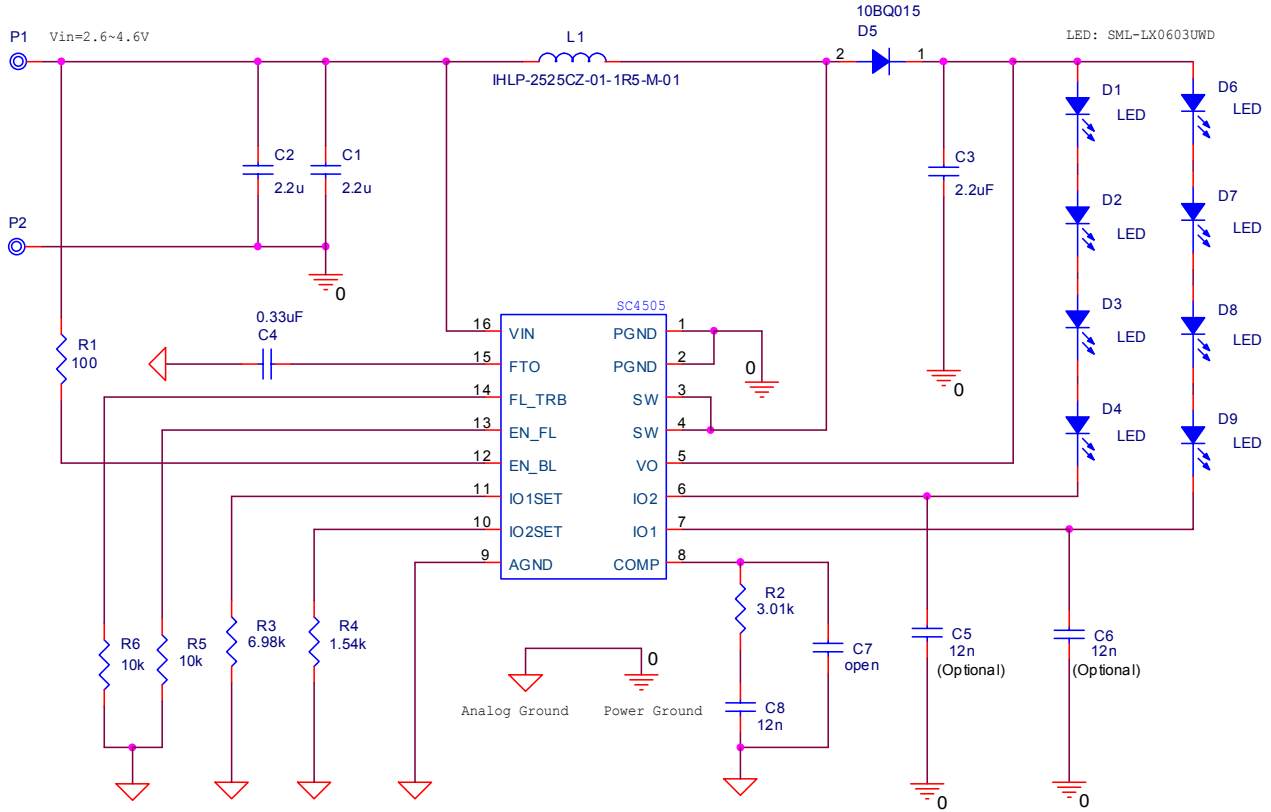 10BQ015
P1
Vin=2.6~4.6V
L1
D5
LED: SML-LX0603UWD
2
1
IHLP-2525CZ-01-1R5-M-01
D1
LED
D6
LED
C2
2.2u
C1
2.2u
C3
2.2uF
D2
LED
D7
LED
P2
0
SC4505
0.33uF
C4
D3
LED
D8
LED
R1
100
16
VIN
PGND
1
15
FTO
PGND
2
0
0
14
FL_TRB
SW
3
13
EN_FL
SW
4
D4
LED
D9
LED
12
EN_BL
VO
5
11
IO1SET
IO2
6
10
IO2SET
IO1
7
9
AGND
COMP
8
R2
3.01k
R6
10k
R5
10k
R3
6.98k
R4
1.54k
C7
open
C5
12n
(Optional)
C6
12n
(Optional)
0
Analog Ground
Power Ground
C8
12n
0
0